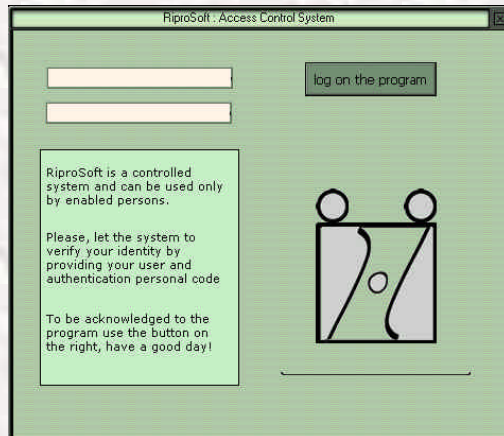 RiproSoft : Access Control System
log on the program
RiproSoft is a controlled
system and can be used only
by enabled persons.
Please, let the system to
verify your identity by
providing your user and
authentication personal code
To be acknowledged to the
program use the button on
the right, have a good day!